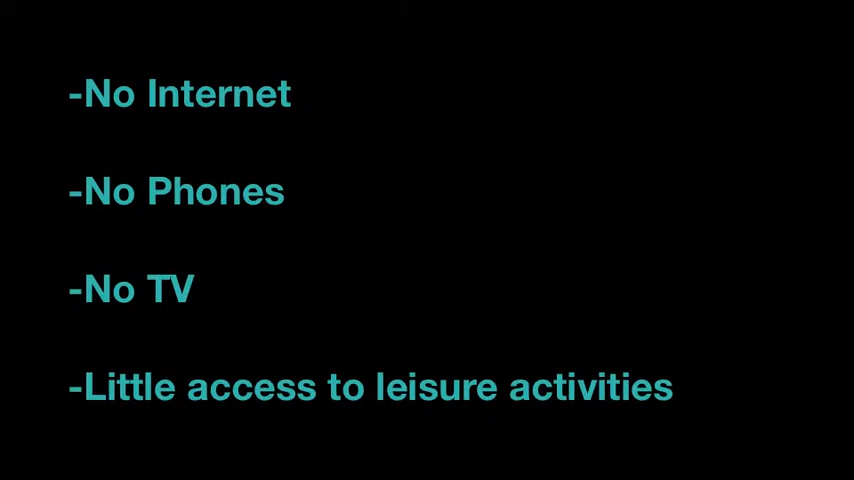 -No Internet
-No Phones
-No TV
-Little access to leisure activities